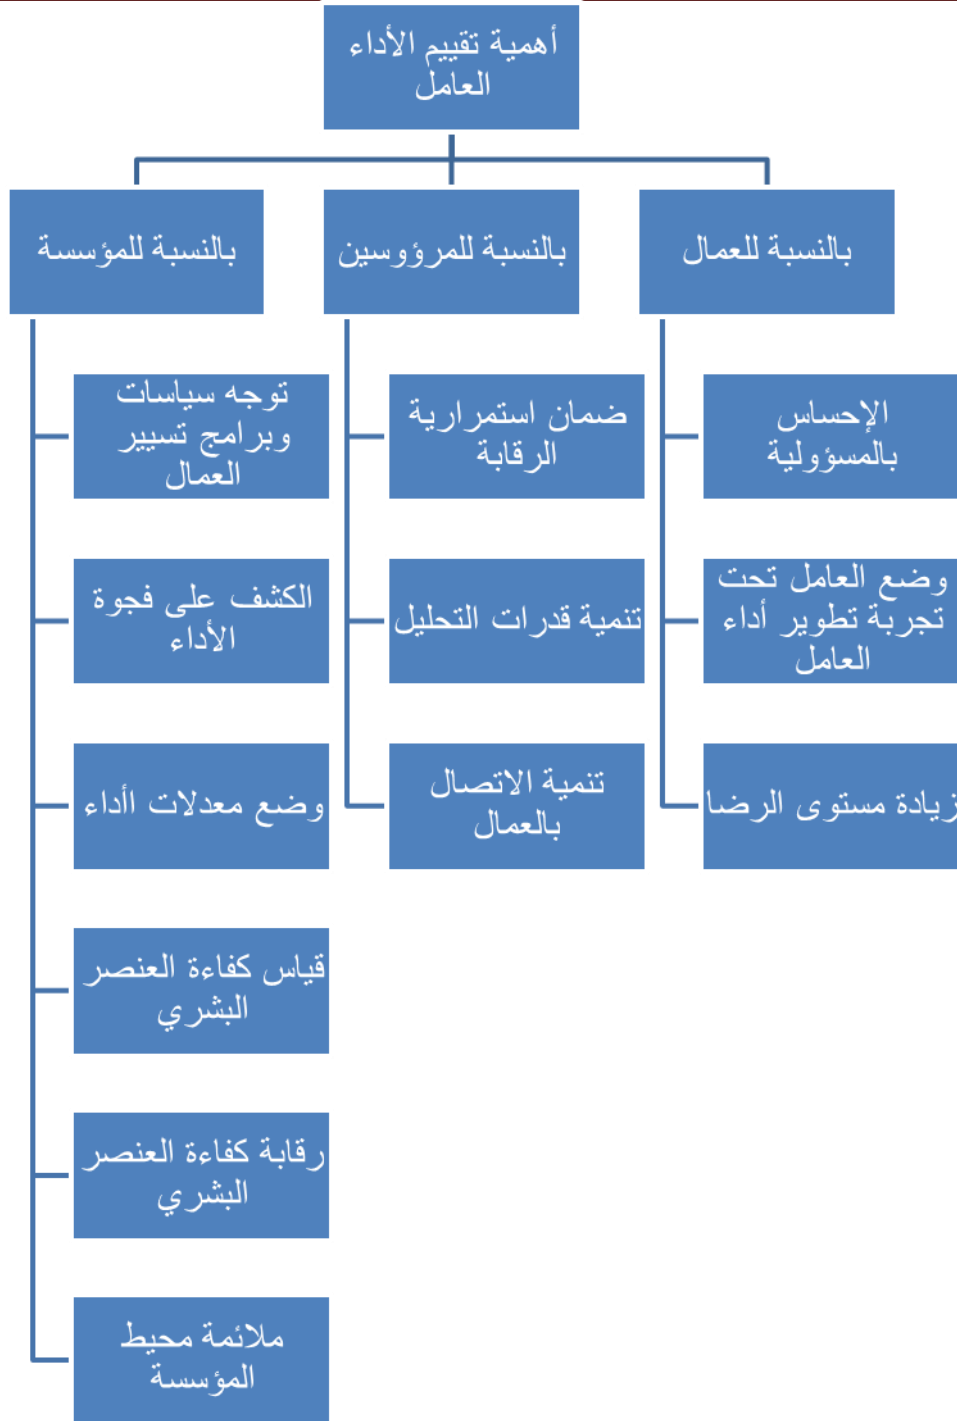 أهمية تقييم الأداء
العامل
بالنسبة للعمال
بالنسبة للمرؤوسين
بالنسبة للمؤسسة
الإحساس
بالمسؤولية
وضع العامل تحت
تجربة تطوير أداء
العامل
زيادة مستوى الرضا
ضمان استمرارية
الرقابة
تنمية قدرات التحليل
تنمية الاتصال
بالعمال
توجه سياسات
وبرامج تسيير
العمال
الكشف على فجوة
الأداء
وضع معدلات اأداء
قياس كفاءة العنصر
البشري
رقابة كفاءة العنصر
البشري
ملائمة محيط
المؤسسة